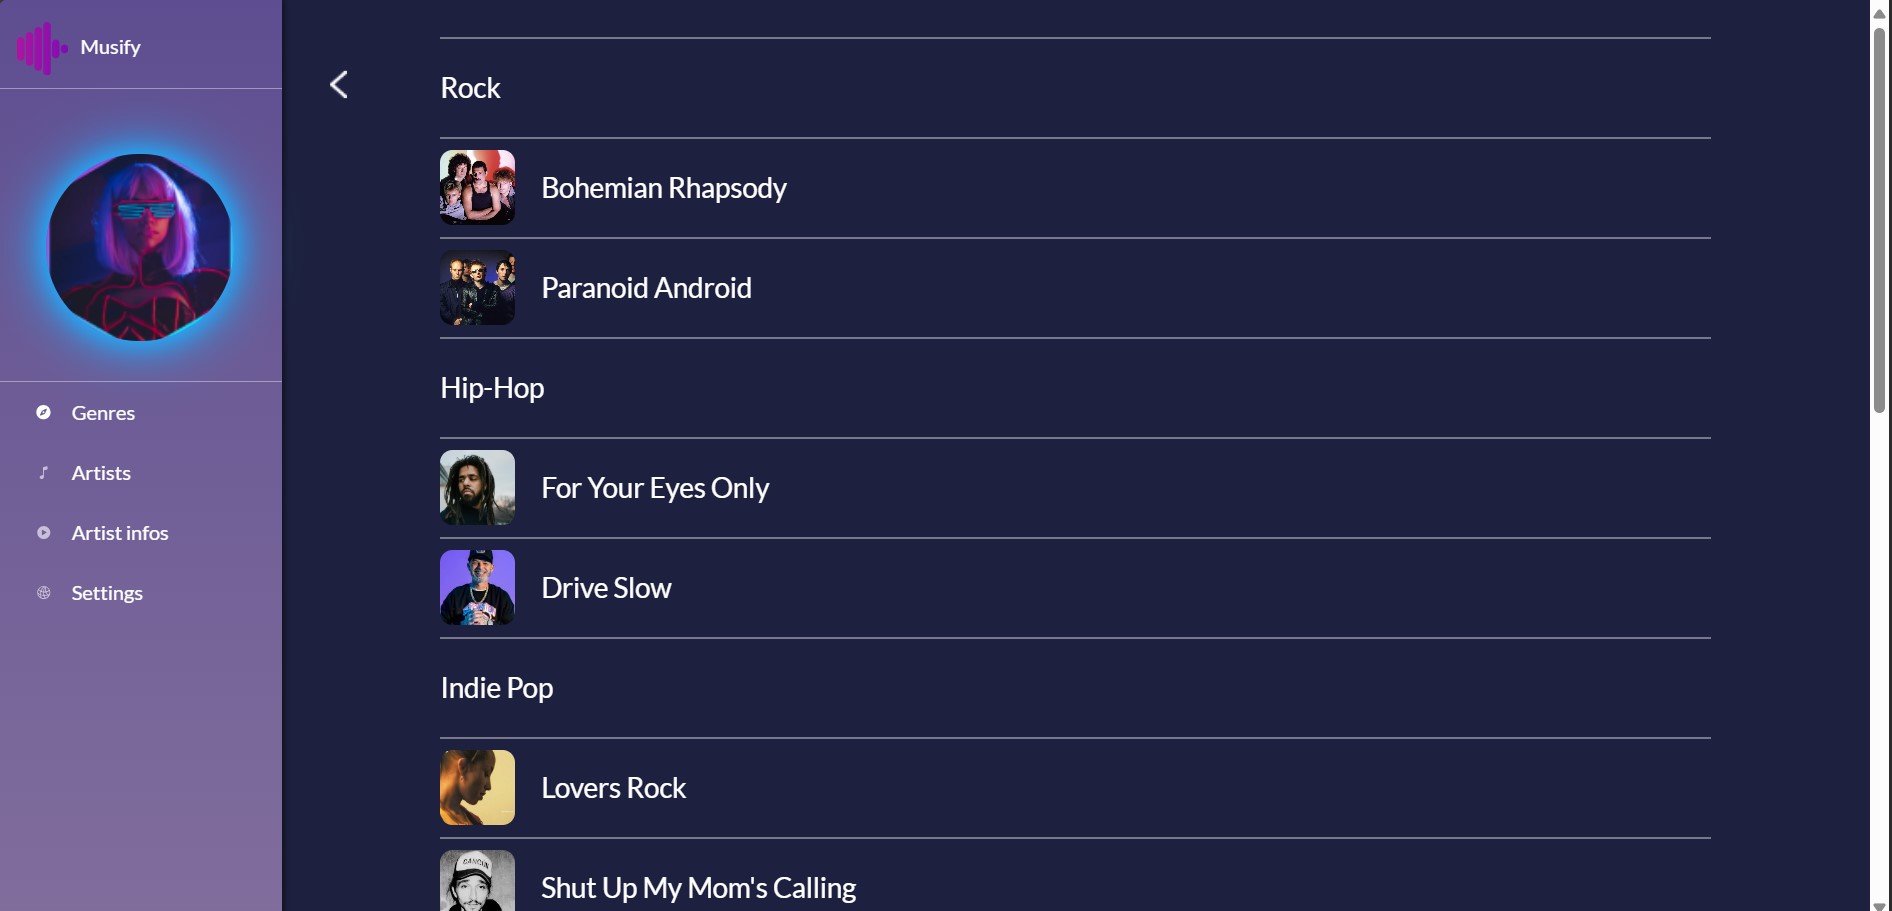 Musify
Genres
Artists
Artist infos
Settings
Rock
Bohemian Rhapsody
Paranoid Android
Hip-Hop
For Your Eyes Only
Drive Slow
Indie Pop
Lovers Rock
CANCUN
Shut Up My Mom's Calling